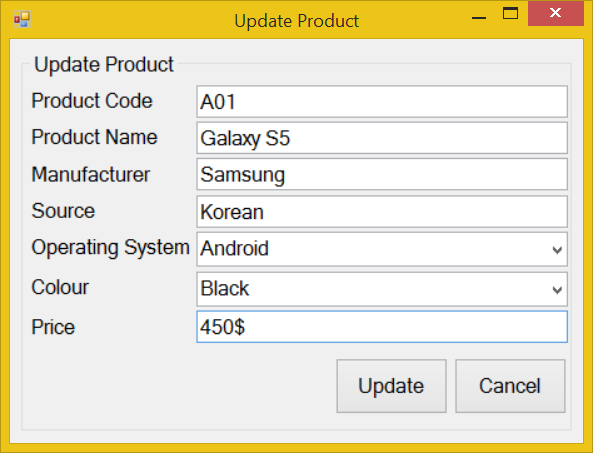 Update Product
Update Product
Product Code A01
Product Name Galaxy S5
Manufacturer Samsung
Source Korean
Operating System Android
Colour Black
Price 450$
Update Cancel